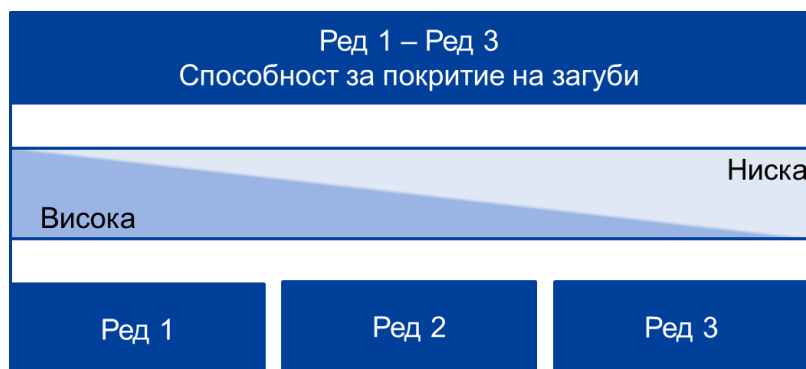 Ред 1 – Ред 3
Способност за покритие на загуби
Ниска
Висока
Ред 1
Ред 2
Ред 3